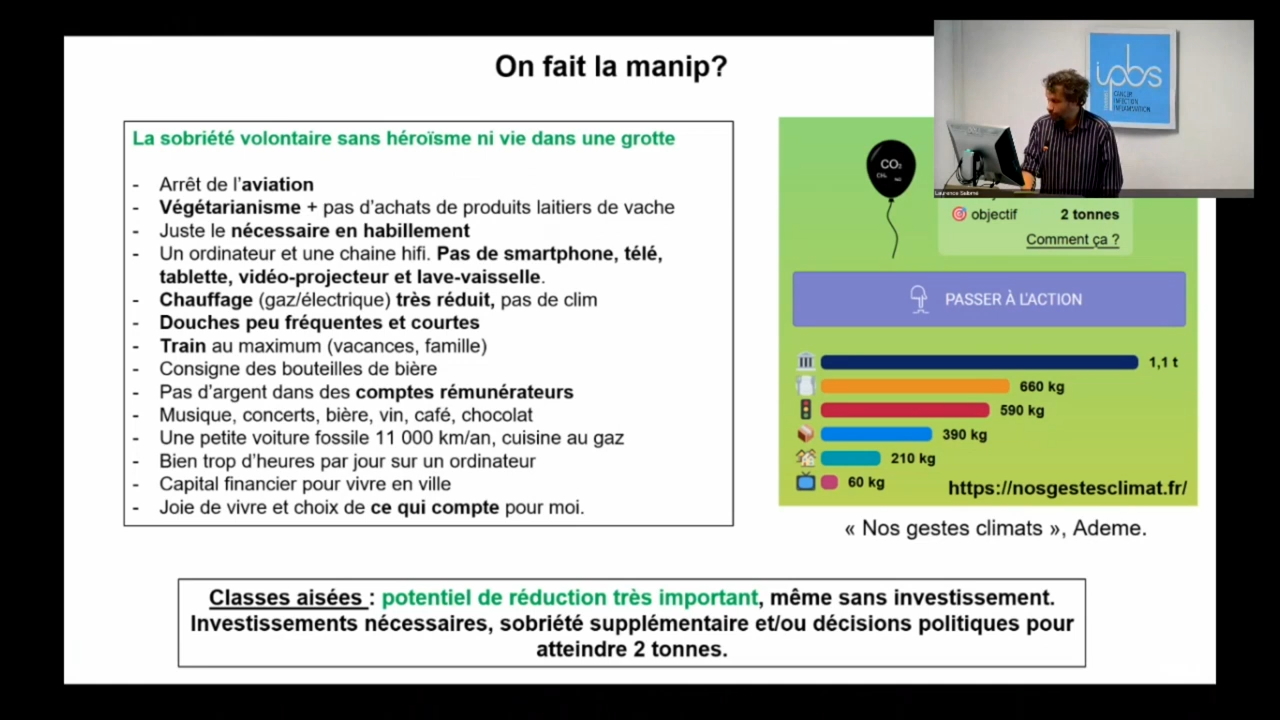 On fait la manip?
La sobriété volontaire sans héroïsme ni vie dans une grotte
- Arrêt de l'aviation
- Végétarianisme + pas d'achats de produits laitiers de vache
- Juste le nécessaire en habillement
- Un ordinateur et une chaine hifi. Pas de smartphone, télé,
tablette, vidéo-projecteur et lave-vaisselle.
- Chauffage (gaz/électrique) très réduit, pas de clim
- Douches peu fréquentes et courtes
- Train au maximum (vacances, famille)
- Consigne des bouteilles de bière
- Pas d'argent dans des comptes rémunérateurs
- Musique, concerts, bière, vin, café, chocolat
- Une petite voiture fossile 11 000 km/an, cuisine au gaz
- Bien trop d'heures par jour sur un ordinateur
- Capital financier pour vivre en ville
- Joie de vivre et choix de ce qui compte pour moi.
ipbs
CANCER
INFECTION
INFLAMMATION
Laurence Salomé
CO₂
CH₄
objectif 2 tonnes
Comment ça ?
PASSER À L'ACTION
1,1 t
660 kg
590 kg
390 kg
210 kg
60 kg
https://nosgestesclimat.fr/
« Nos gestes climats », Ademe.
Classes aisées : potentiel de réduction très important, même sans investissement.
Investissements nécessaires, sobriété supplémentaire et/ou décisions politiques pour
atteindre 2 tonnes.